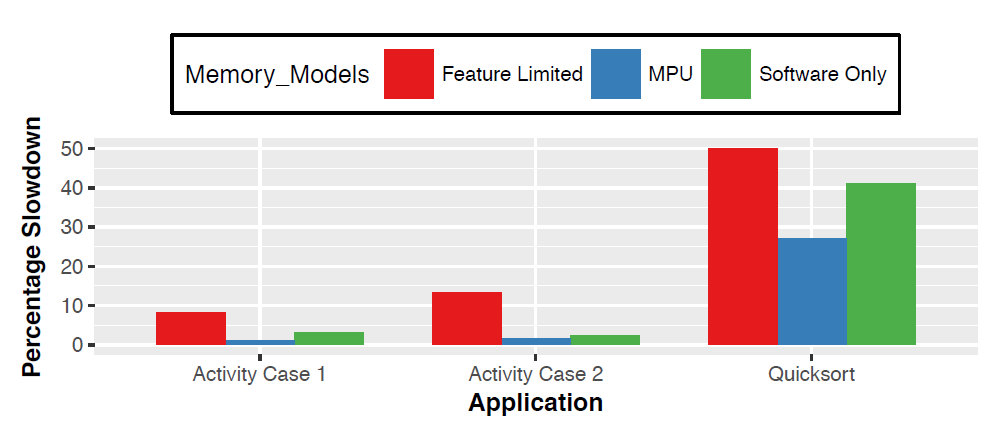 Memory_Models Feature Limited MPU Software Only
Percentage Slowdown
50
40
30
20
10
0
Activity Case 1 Activity Case 2 Quicksort
Application